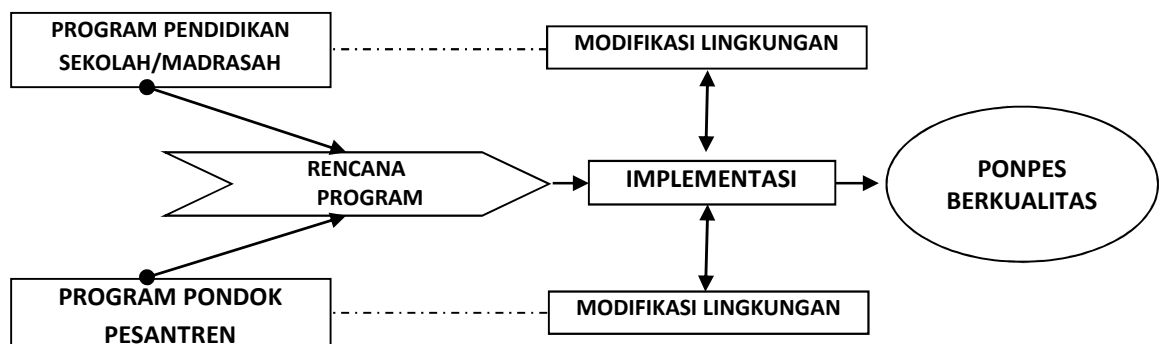 PROGRAM PENDIDIKAN
SEKOLAH/MADRASAH
MODIFIKASI LINGKUNGAN
RENCANA
PROGRAM
IMPLEMENTASI
PONPES
BERKUALITAS
PROGRAM PONDOK
PESANTREN
MODIFIKASI LINGKUNGAN